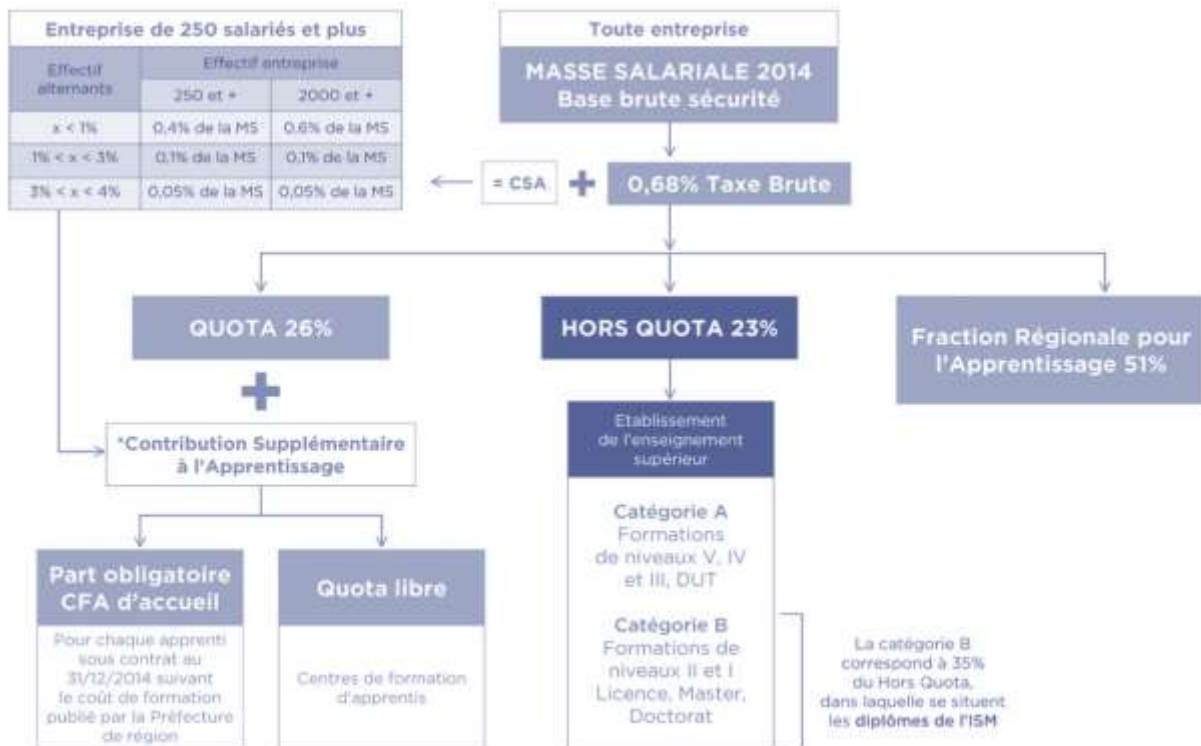 Entreprise de 250 salariés et plus
Effectif alternants
Effectif entreprise
250 et +
2000 et +
x < 1%
0,4% de la MS
0,6% de la MS
1% < x < 3%
0,1% de la MS
0,1% de la MS
3% < x < 4%
0,05% de la MS
0,05% de la MS
Toute entreprise
MASSE SALARIALE 2014
Base brute sécurité
= CSA
+
0,68% Taxe Brute
QUOTA 26%
+
*Contribution Supplémentaire
à l'Apprentissage
Part obligatoire
CFA d'accueil
Pour chaque apprenti
sous contrat au
31/12/2014 suivant
le coût de formation
publié par la Préfecture
de région
Quota libre
Centres de formation
d'apprentis
HORS QUOTA 23%
Etablissement
de l'enseignement
supérieur
Catégorie A
Formations
de niveaux V, IV
et III, DUT
Catégorie B
Formations de
niveaux II et I
Licence, Master,
Doctorat
La catégorie B
correspond à 35%
du Hors Quota,
dans laquelle se situent
les diplômes de l'ISM
Fraction Régionale pour
l'Apprentissage 51%